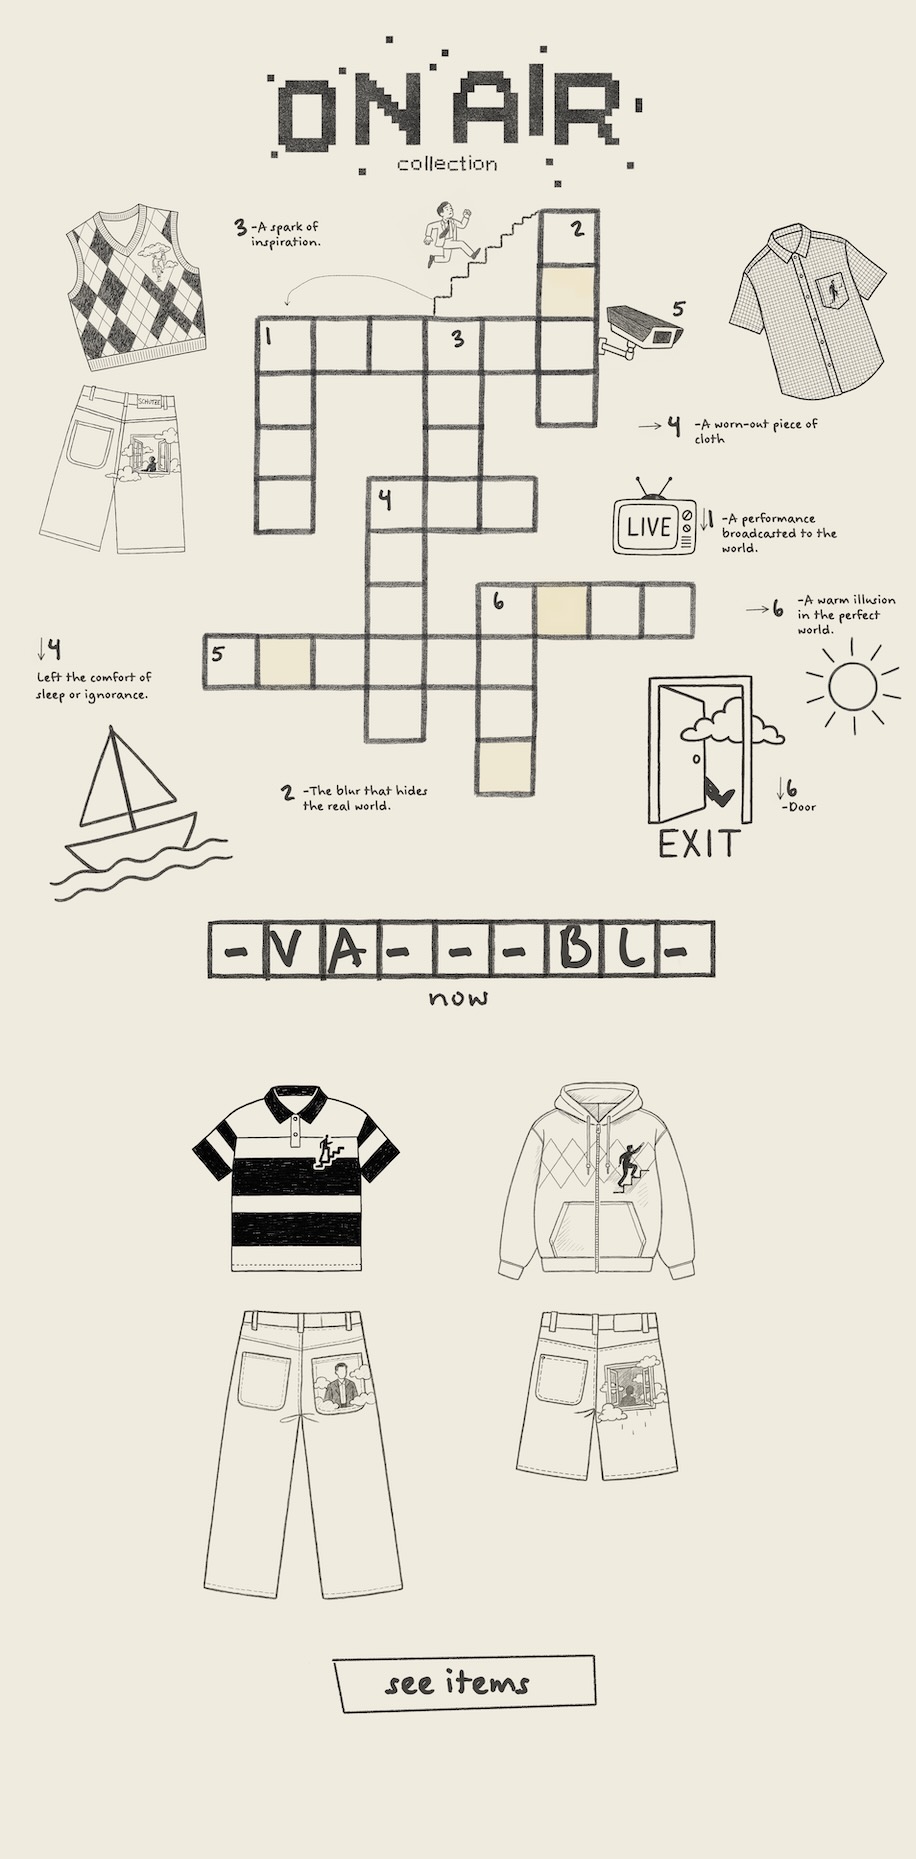 ON AIR
collection
3 -A spark of
inspiration.
2
5
1
3
SCHUTZE
→ 4 -A worn-out piece of
cloth
4
LIVE
↓1 -A performance
broadcasted to the
world.
6
→6 -A warm illusion
in the perfect
world.
↓4
Left the comfort of
sleep or ignorance.
5
2 -The blur that hides
the real world.
↓6
-Door
EXIT
-VA---BL-
now
see items